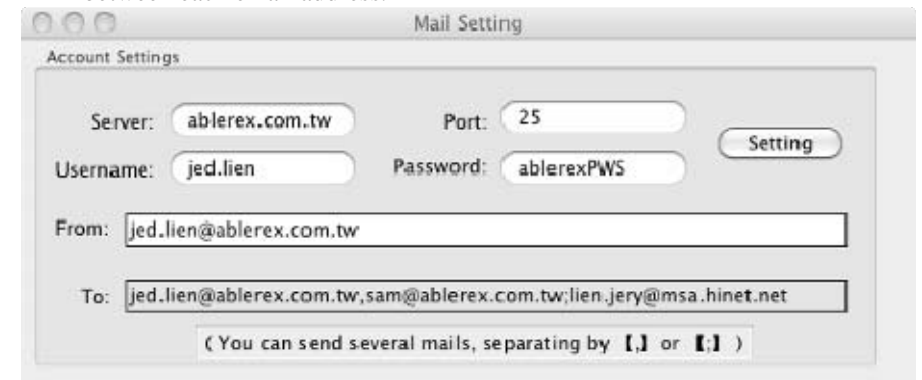 Mail Setting
Account Settings
Server: ablerex.com.tw Port: 25
Setting
Username: jed.lien Password: ablerexPWS
From: jed.lien@ablerex.com.tw
To: jed.lien@ablerex.com.tw,sam@ablerex.com.tw;lien.jery@msa.hinet.net
( You can send several mails, separating by 【,】 or 【;】 )